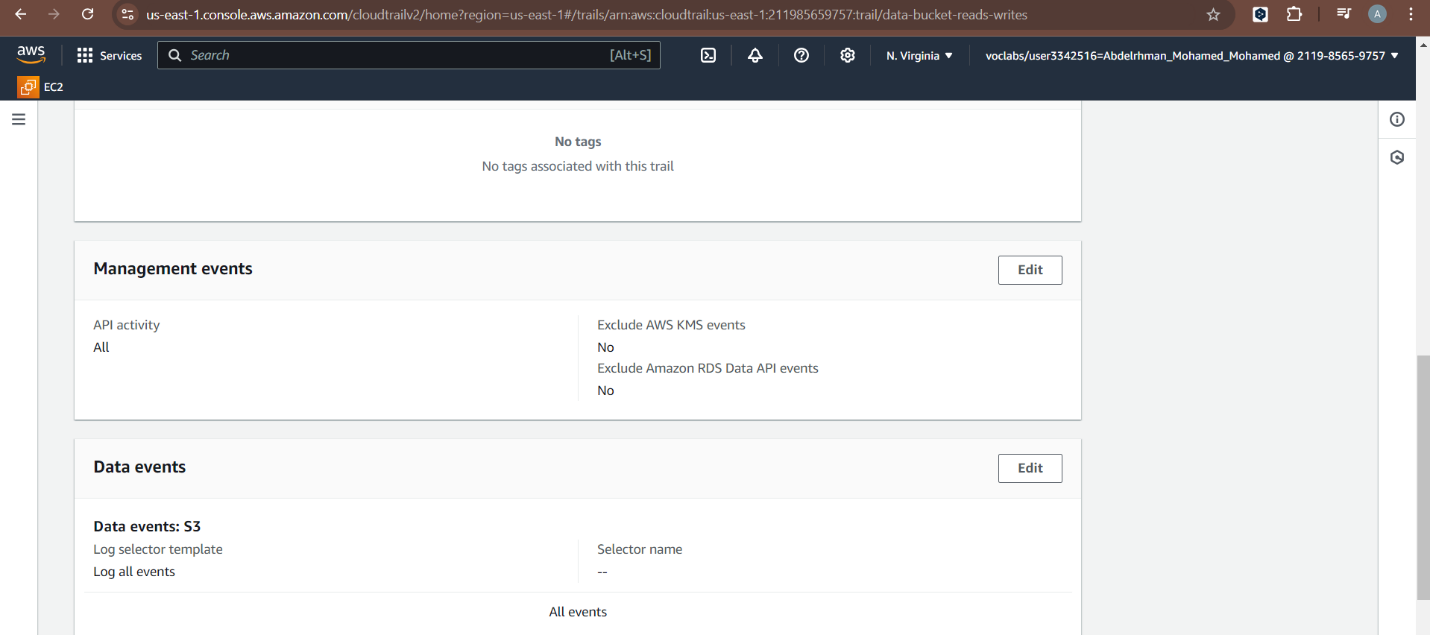 us-east-1.console.aws.amazon.com/cloudtrailv2/home?region=us-east-1#/trails/arn:aws:cloudtrail:us-east-1:211985659757:trail/data-bucket-reads-writes
A
aws
Services
Search
[Alt+S]
N. Virginia
voclabs/user3342516=Abdelrhman_Mohamed_Mohamed @ 2119-8565-9757
EC2
No tags
No tags associated with this trail
Management events
Edit
API activity
All
Exclude AWS KMS events
No
Exclude Amazon RDS Data API events
No
Data events
Edit
Data events: S3
Log selector template
Log all events
Selector name
--
All events